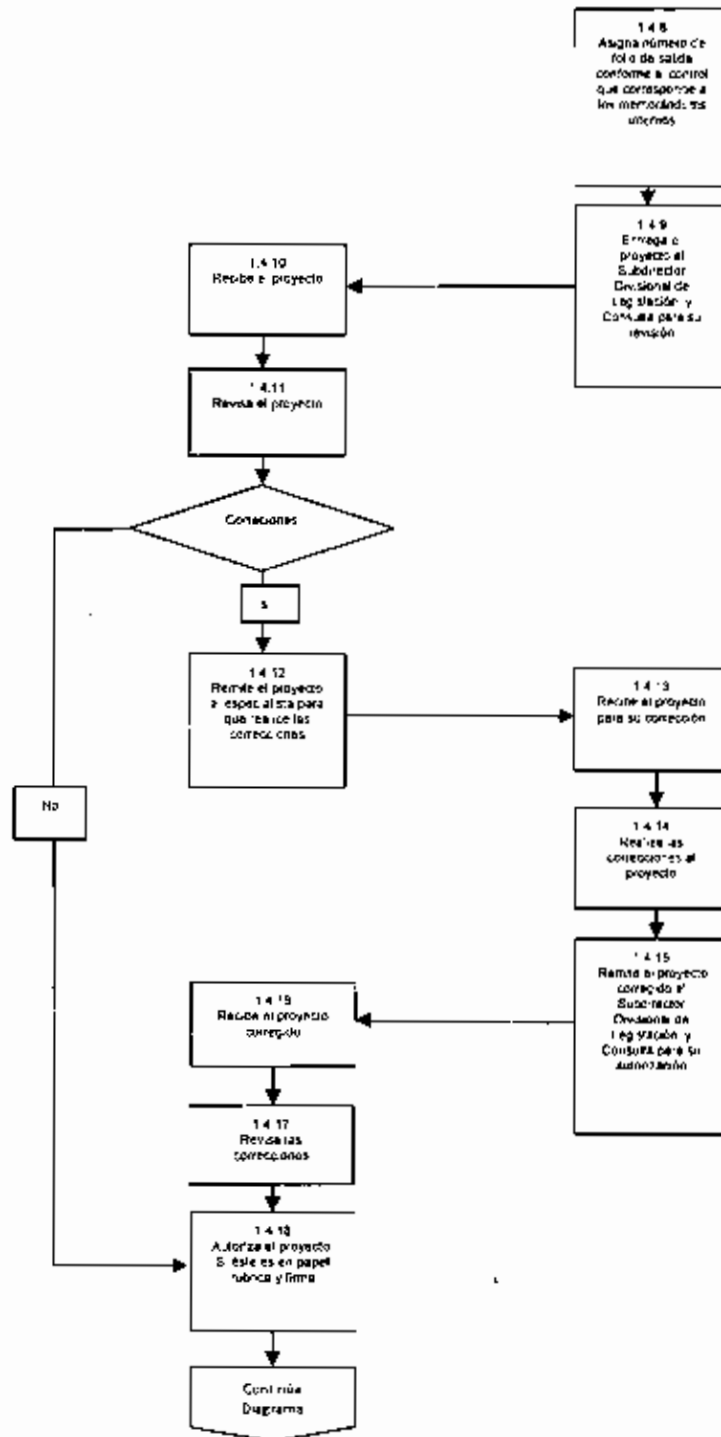 1.4.8
Asigna número de
folio de salida
conforme al control
que corresponde a
los memorándums
internos
1.4.9
Entrega el
proyecto al
Subdirector
Divisional de
Legislación y
Consulta para su
revisión
1.4.10
Recibe el proyecto
1.4.11
Revisa el proyecto
Correcciones
1.4.12
Remite el proyecto
al especialista para
que realice las
correcciones
1.4.13
Recibe el proyecto
para su corrección
No
1.4.14
Realiza las
correcciones al
proyecto
1.4.15
Remite el proyecto
corregido al
Subdirector
Divisional de
Legislación y
Consulta para su
autorización
1.4.16
Recibe el proyecto
corregido
1.4.17
Revisa las
correcciones
1.4.18
Autoriza el proyecto
Si éste es en papel
rubrica y firma
Continúa
Diagrama